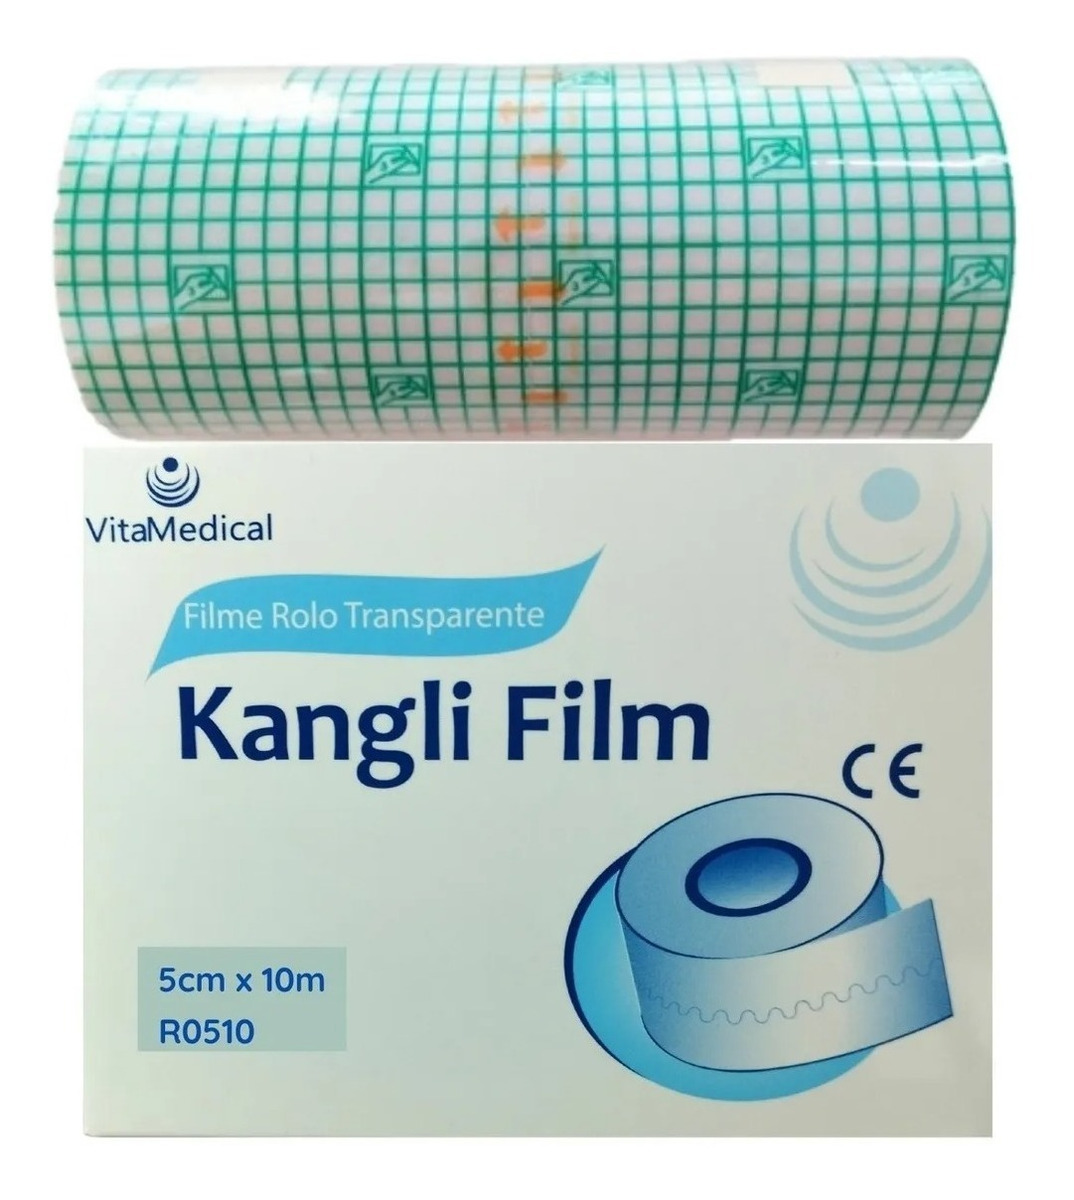 VitaMedical
Filme Rolo Transparente
Kangli Film
CE
5cm x 10m
R0510